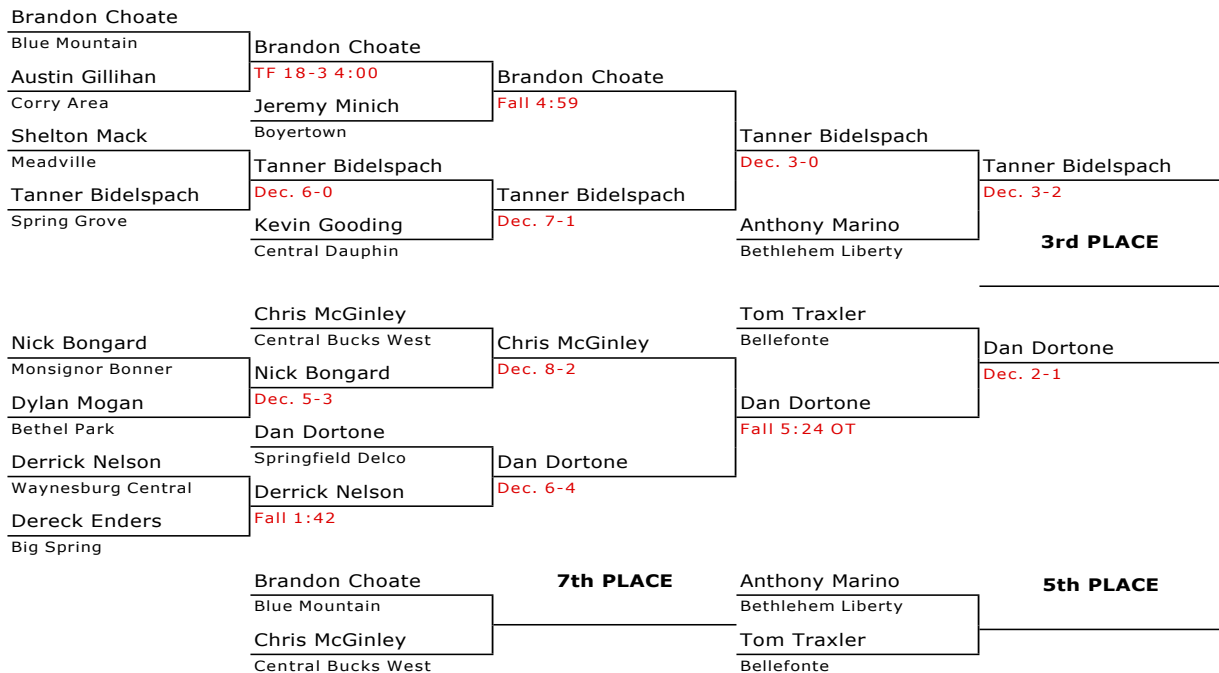 Brandon Choate
Blue Mountain
Austin Gillihan
Corry Area
Shelton Mack
Meadville
Tanner Bidelspach
Spring Grove
Brandon Choate
TF 18-3 4:00
Jeremy Minich
Boyertown
Tanner Bidelspach
Dec. 6-0
Kevin Gooding
Central Dauphin
Brandon Choate
Fall 4:59
Tanner Bidelspach
Dec. 7-1
Tanner Bidelspach
Dec. 3-0
Anthony Marino
Bethlehem Liberty
Tanner Bidelspach
Dec. 3-2
3rd PLACE
Nick Bongard
Monsignor Bonner
Dylan Mogan
Bethel Park
Derrick Nelson
Waynesburg Central
Dereck Enders
Big Spring
Chris McGinley
Central Bucks West
Nick Bongard
Dec. 5-3
Dan Dortone
Springfield Delco
Derrick Nelson
Fall 1:42
Chris McGinley
Dec. 8-2
Dan Dortone
Dec. 6-4
Tom Traxler
Bellefonte
Dan Dortone
Fall 5:24 OT
Dan Dortone
Dec. 2-1
Brandon Choate
Blue Mountain
Chris McGinley
Central Bucks West
7th PLACE
Anthony Marino
Bethlehem Liberty
Tom Traxler
Bellefonte
5th PLACE